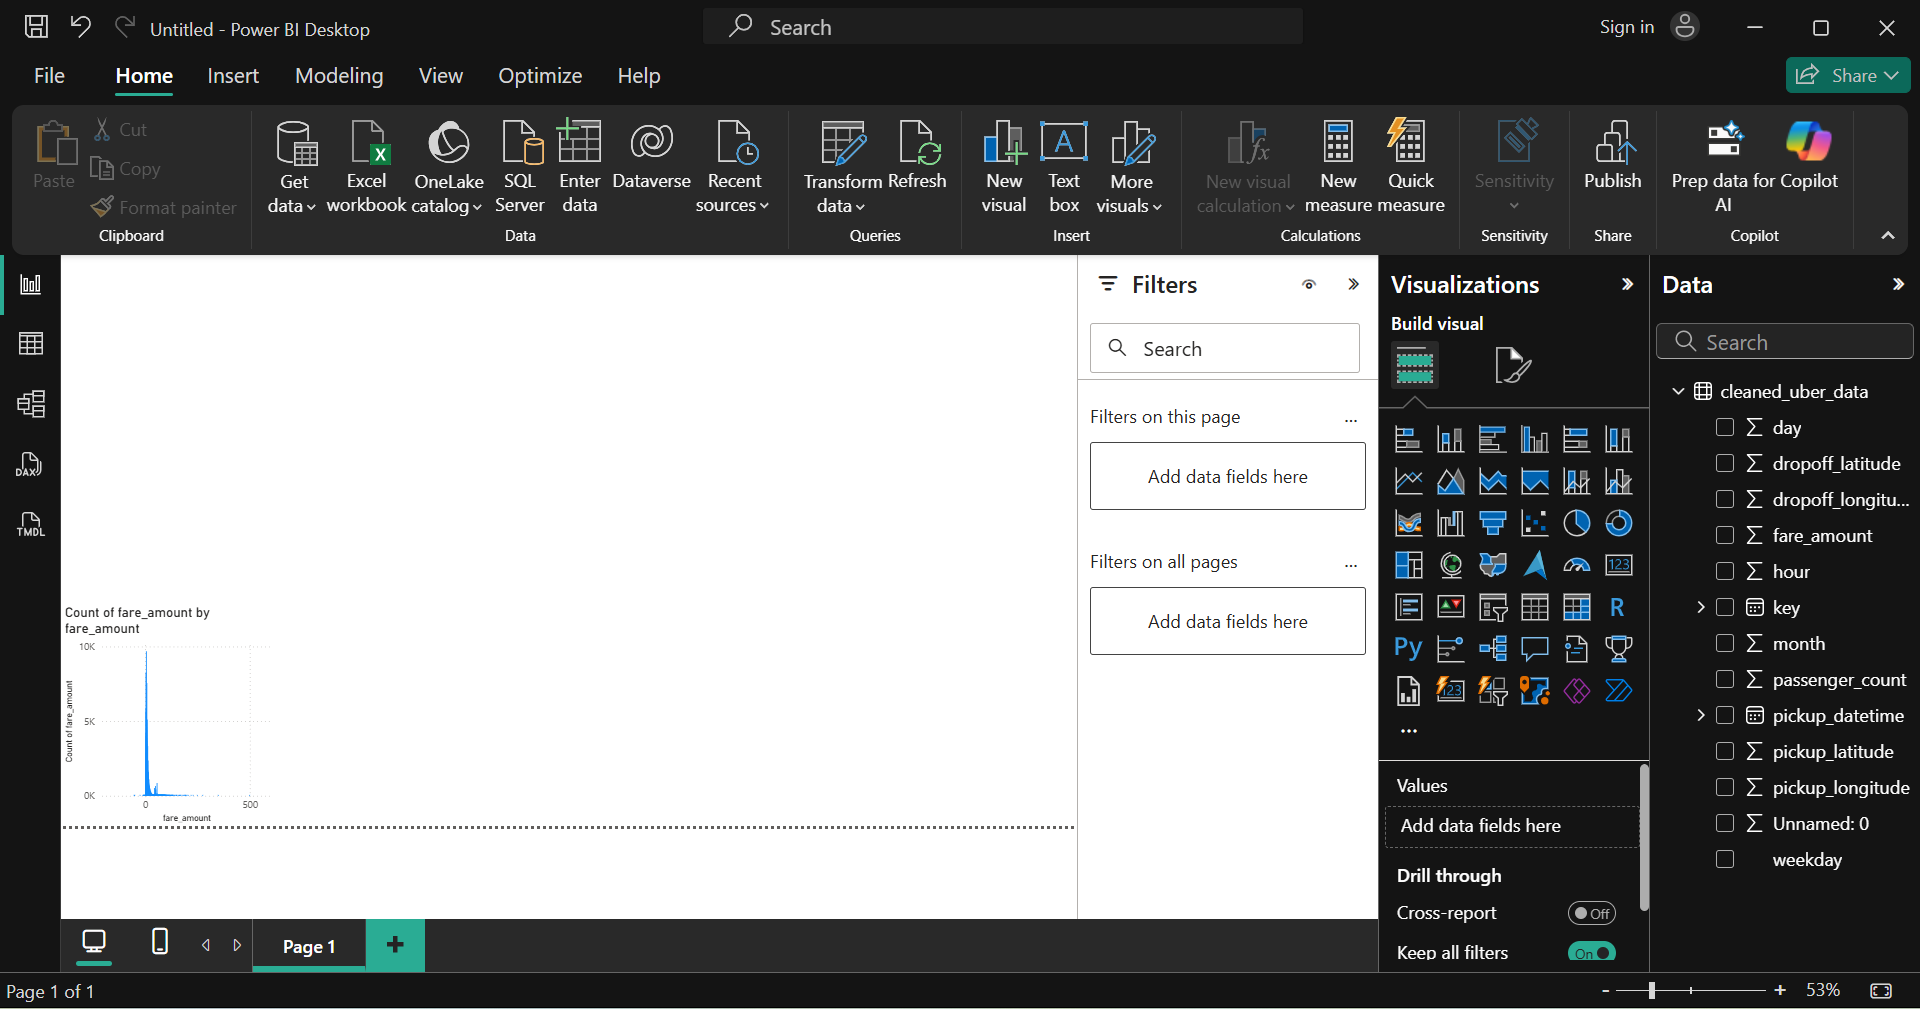 Untitled - Power BI Desktop
Search
Sign in
File
Home
Insert
Modeling
View
Optimize
Help
Share
Paste
Cut
Copy
Format painter
Clipboard
Get data
Excel workbook
OneLake catalog
SQL Server
Enter data
Dataverse
Recent sources
Data
Transform data
Refresh
Queries
New visual
Text box
More visuals
Insert
New visual calculation
New measure
Quick measure
Calculations
Sensitivity
Sensitivity
Publish
Share
Prep data for AI
Copilot
Copilot
DAX
TMDL
Count of fare_amount by
fare_amount
10K
5K
0K
Count of fare_amount
0
500
fare_amount
Filters
Search
Filters on this page
...
Add data fields here
Filters on all pages
...
Add data fields here
Visualizations
Build visual
123
R
Py
123
...
Values
Add data fields here
Drill through
Cross-report
Off
Keep all filters
On
Data
Search
cleaned_uber_data
day
dropoff_latitude
dropoff_longitu...
fare_amount
hour
key
month
passenger_count
pickup_datetime
pickup_latitude
pickup_longitude
Unnamed: 0
weekday
Page 1
Page 1 of 1
- + 53%